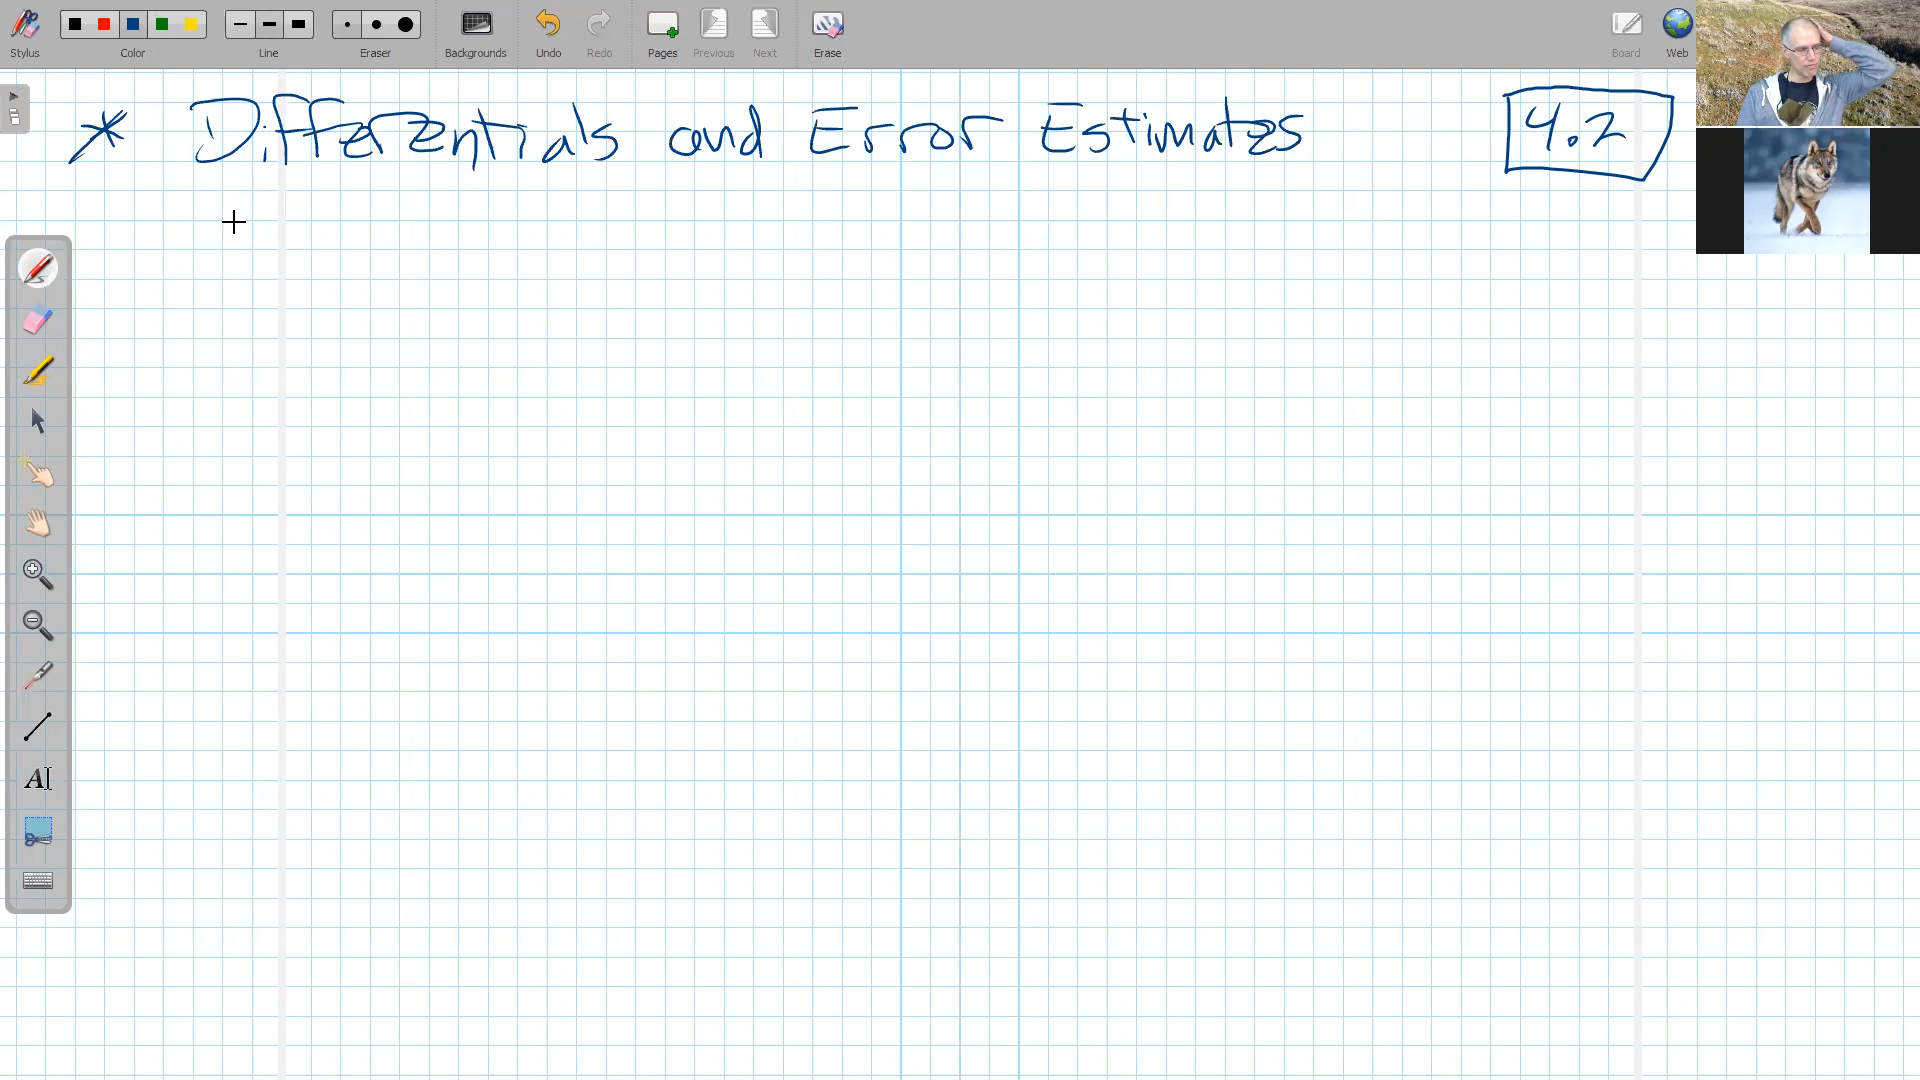 Stylus Color Line Eraser Backgrounds Undo Redo Pages Previous Next Erase Board Web
* Differentials and Error Estimates 4.2
A